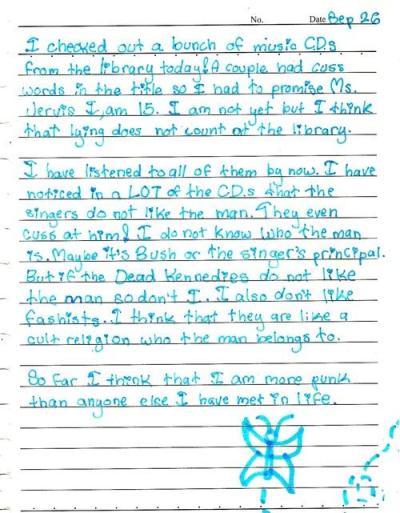 No. Date Sep 26
I checked out a bunch of music CDs
from the library today! A couple had cuss
words in the title so I had to promise Ms.
Jervis I, am 15. I am not yet but I think
that lying does not count at the library.
I have listened to all of them by now. I have
noticed in a LOT of the CDs that the
singers do not like the man. They even
cuss at him! I do not know who the man
is. Maybe it's Bush or the singer's principal.
But if the Dead Kennedies do not like
the man so don't I. I also don't like
fashists. I think that they are like a
cult religion who the man belongs to.
So far I think that I am more punk
than anyone else I have met in life.